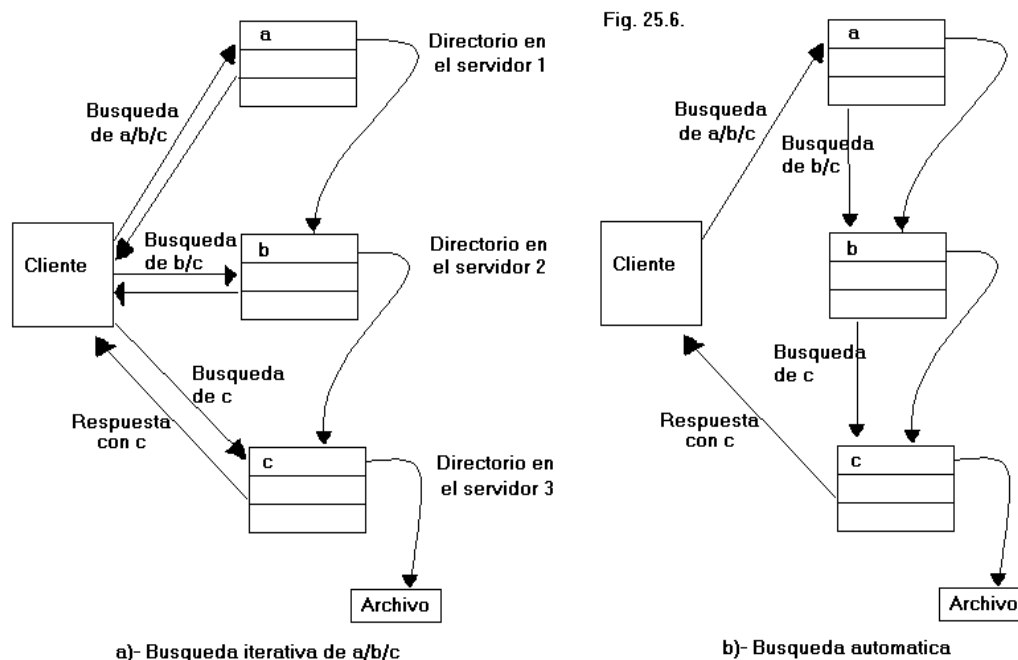 a
Directorio en
el servidor 1
Busqueda
de a/b/c
Cliente
Busqueda
de b/c
b
Directorio en
el servidor 2
Busqueda
de c
Respuesta
con c
c
Directorio en
el servidor 3
Archivo
a)- Busqueda iterativa de a/b/c
Fig. 25.6.
a
Busqueda
de a/b/c
Busqueda
de b/c
Cliente
b
Busqueda
de c
Respuesta
con c
c
Archivo
b)- Busqueda automatica